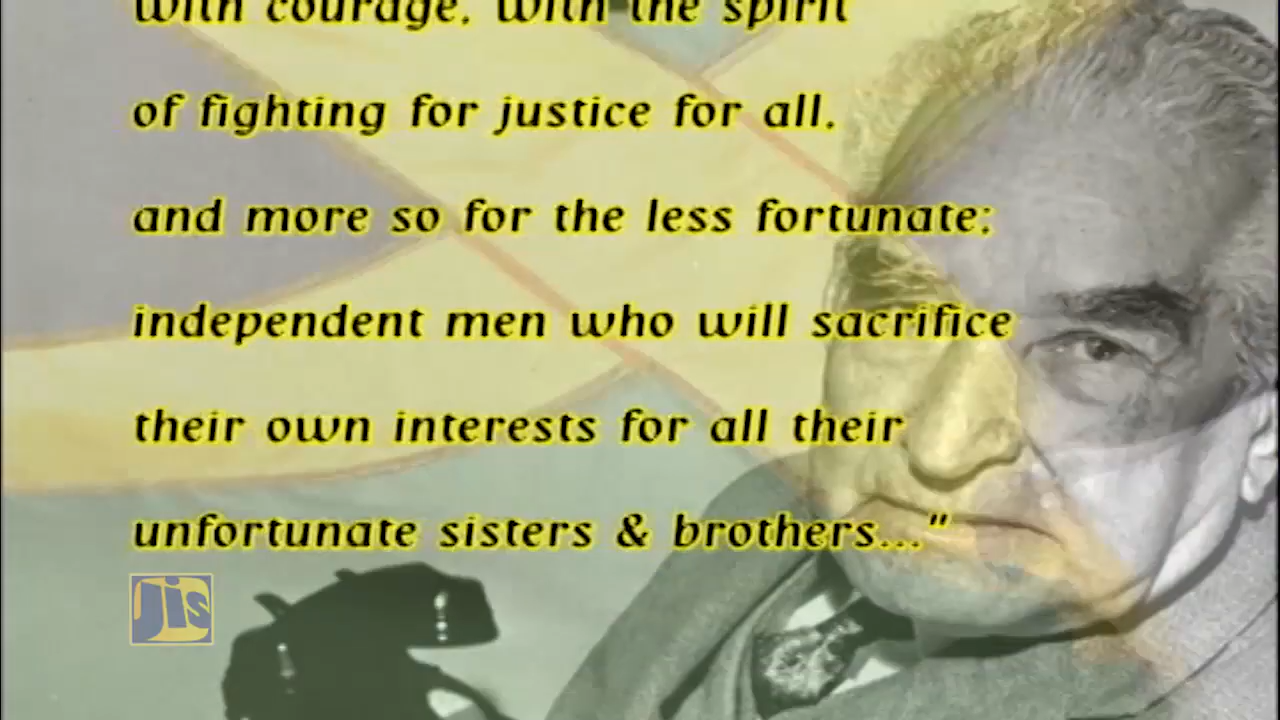 with courage, with the spirit
of fighting for justice for all,
and more so for the less fortunate;
independent men who will sacrifice
their own interests for all their
unfortunate sisters & brothers..."
JIS